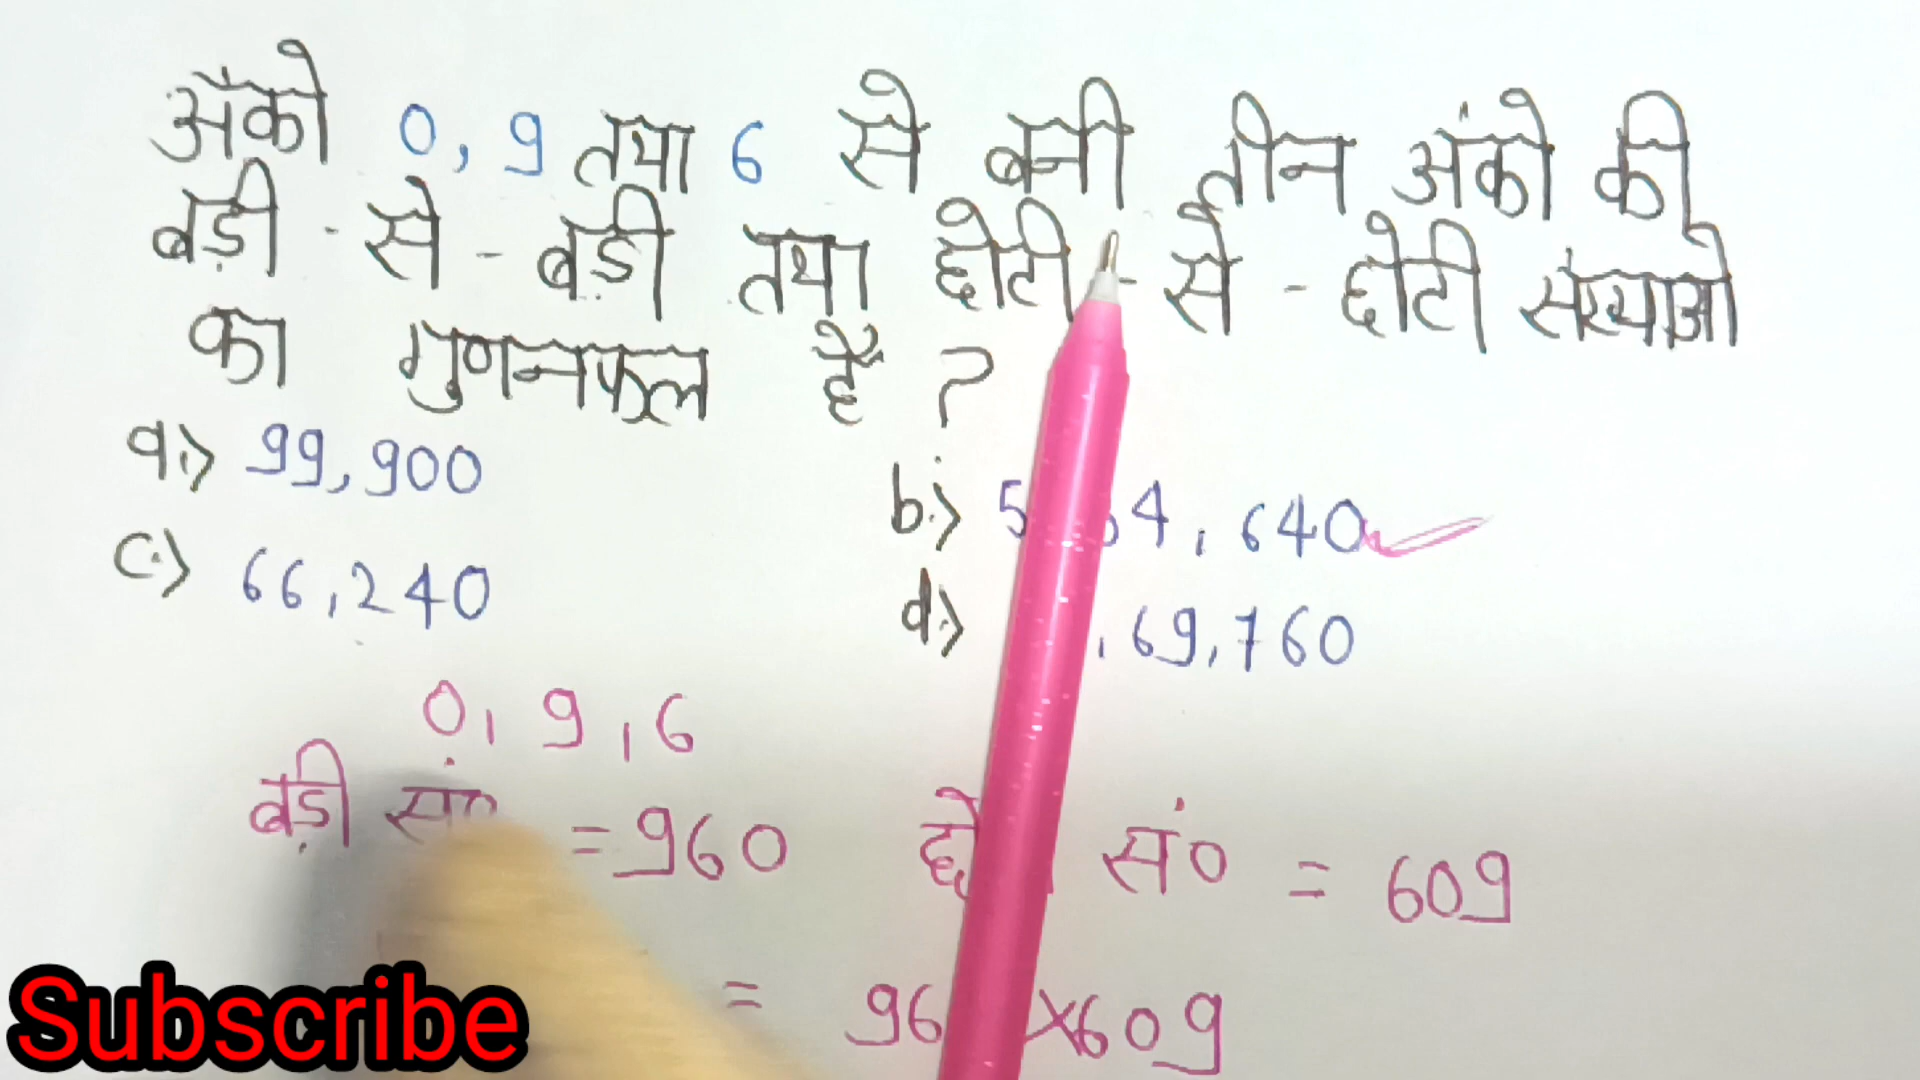 अंको 0, 9 तथा 6 से बनी तीन अंको की
बड़ी - से - बड़ी तथा छोटी - से - छोटी संख्याओ
का गुणनफल हैं ?
a.> 99,900
b.> 5 4, 640
c.> 66,240
d.> , 69,760
0, 9, 6
बड़ी सं० = 960
सं० = 609
= 96 ×609
Subscribe